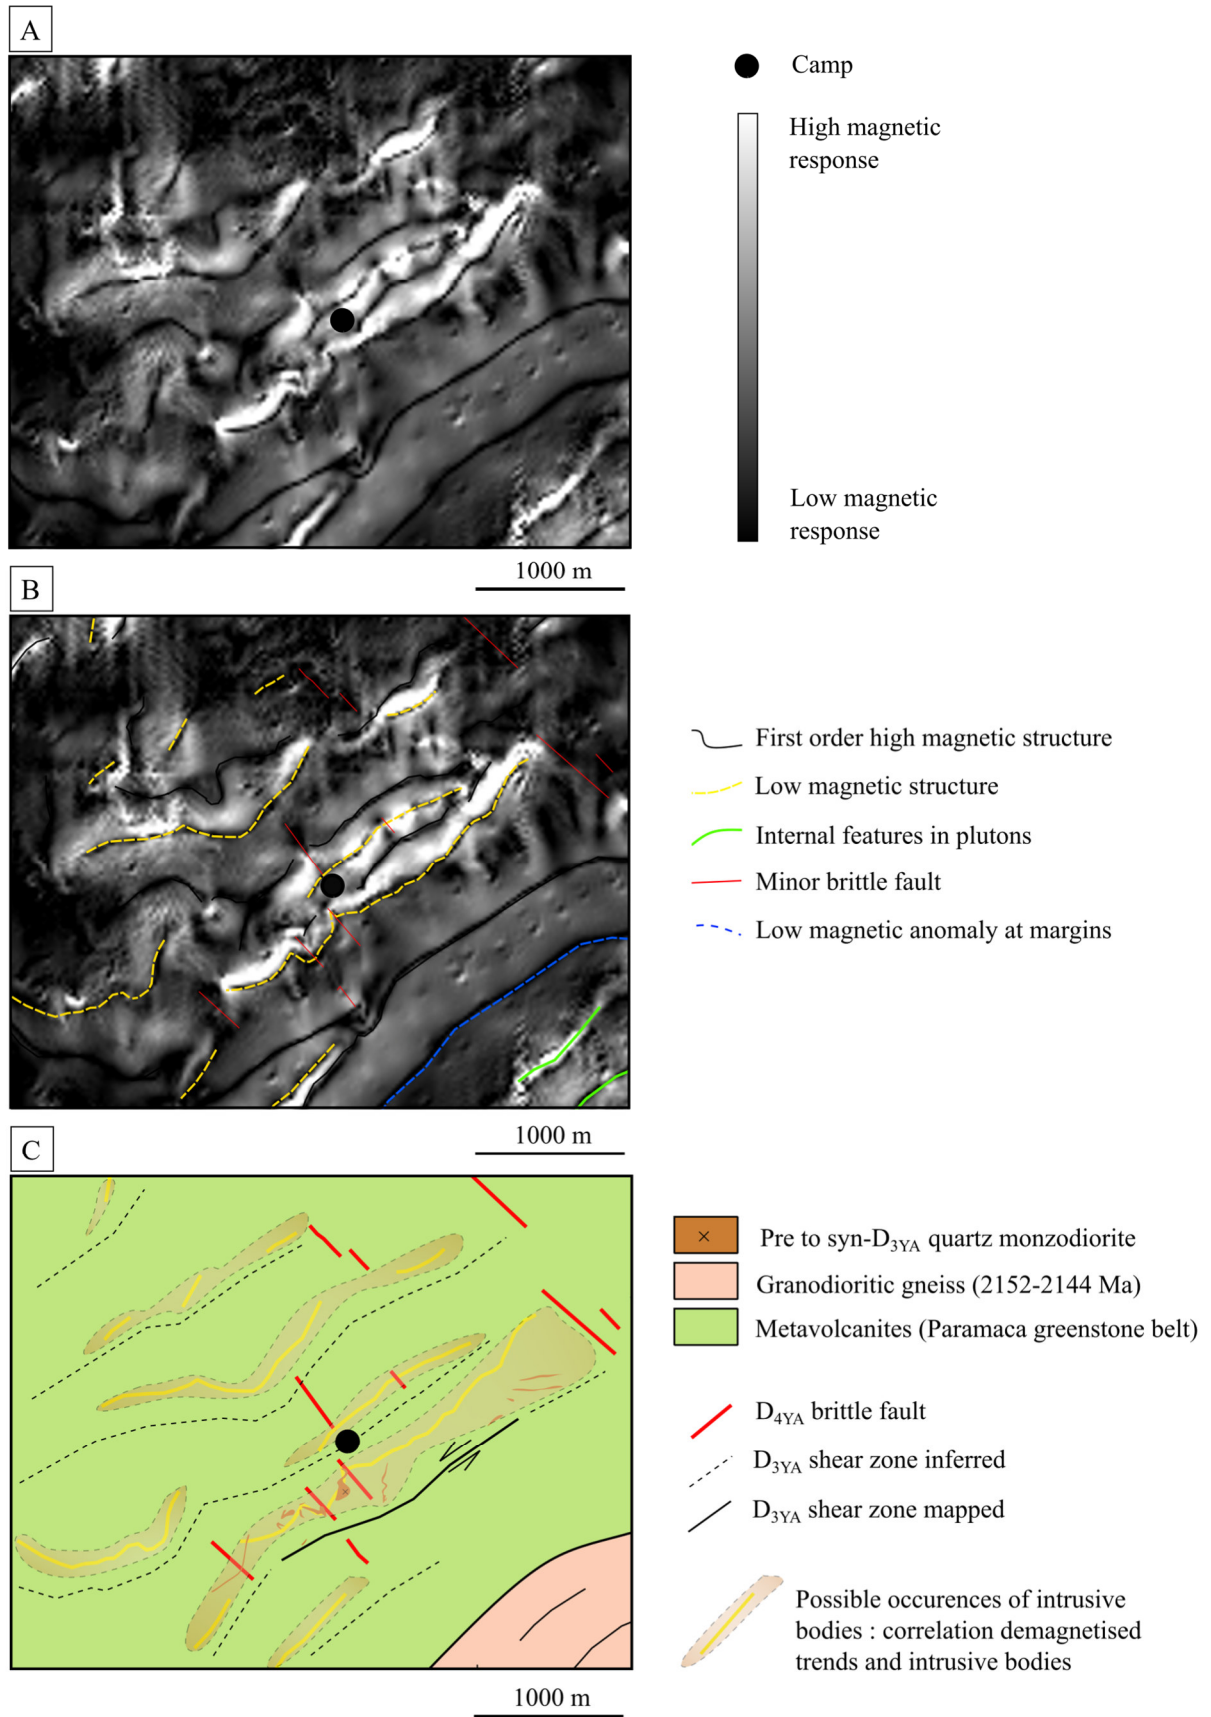 A
Camp
High magnetic
response
Low magnetic
response
1000 m
B
First order high magnetic structure
Low magnetic structure
Internal features in plutons
Minor brittle fault
Low magnetic anomaly at margins
1000 m
C
Pre to syn-D3YA quartz monzodiorite
Granodioritic gneiss (2152-2144 Ma)
Metavolcanites (Paramaca greenstone belt)
D4YA brittle fault
D3YA shear zone inferred
D3YA shear zone mapped
Possible occurences of intrusive
bodies : correlation demagnetised
trends and intrusive bodies
1000 m